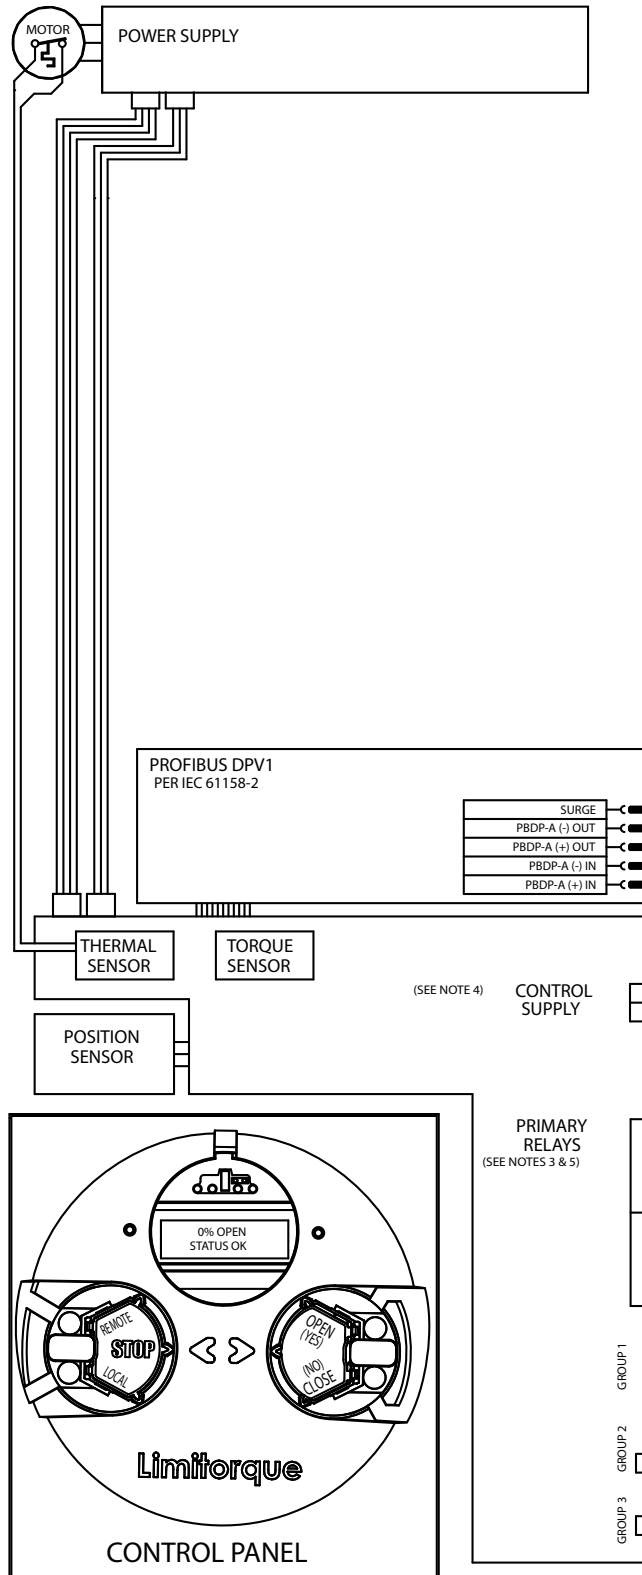 MOTOR
POWER SUPPLY
PROFIBUS DPV1
PER IEC 61158-2
SURGE
PBDP-A (-) OUT
PBDP-A (+) OUT
PBDP-A (-) IN
PBDP-A (+) IN
THERMAL
SENSOR
TORQUE
SENSOR
(SEE NOTE 4)
CONTROL
SUPPLY
POSITION
SENSOR
PRIMARY
RELAYS
(SEE NOTES 3 & 5)
0% OPEN
STATUS OK
REMOTE
STOP
LOCAL
OPEN
(YES)
(NO)
CLOSE
GROUP 1
GROUP 2
GROUP 3
Limitorque
CONTROL PANEL